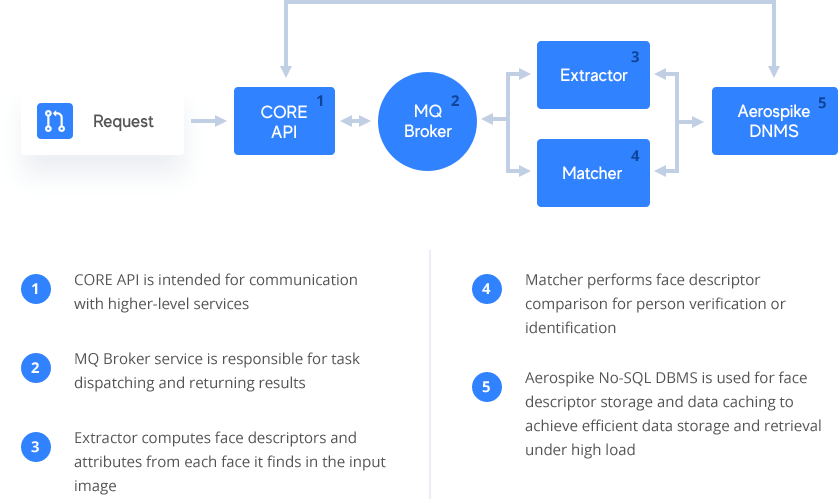 Request
1
CORE
API
2
MQ
Broker
3
Extractor
4
Matcher
5
Aerospike
DNMS
1
CORE API is intended for communication
with higher-level services
2
MQ Broker service is responsible for task
dispatching and returning results
3
Extractor computes face descriptors and
attributes from each face it finds in the input
image
4
Matcher performs face descriptor
comparison for person verification or
identification
5
Aerospike No-SQL DBMS is used for face
descriptor storage and data caching to
achieve efficient data storage and retrieval
under high load